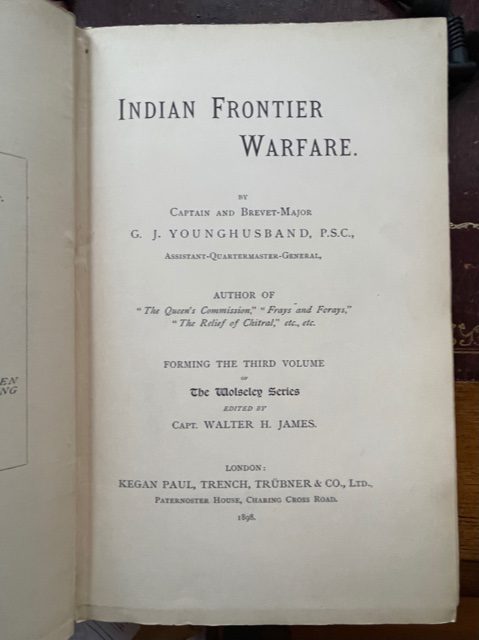 INDIAN FRONTIER
WARFARE.
BY
CAPTAIN AND BREVET-MAJOR
G. J. YOUNGHUSBAND, P.S.C.,
ASSISTANT-QUARTERMASTER-GENERAL,
AUTHOR OF
"The Queen's Commission," "Frays and Forays,"
"The Relief of Chitral," etc., etc.
FORMING THE THIRD VOLUME
OF
The Wolseley Series
EDITED BY
CAPT. WALTER H. JAMES.
LONDON:
KEGAN PAUL, TRENCH, TRÜBNER & CO., LTD.,
PATERNOSTER HOUSE, CHARING CROSS ROAD.
1898.